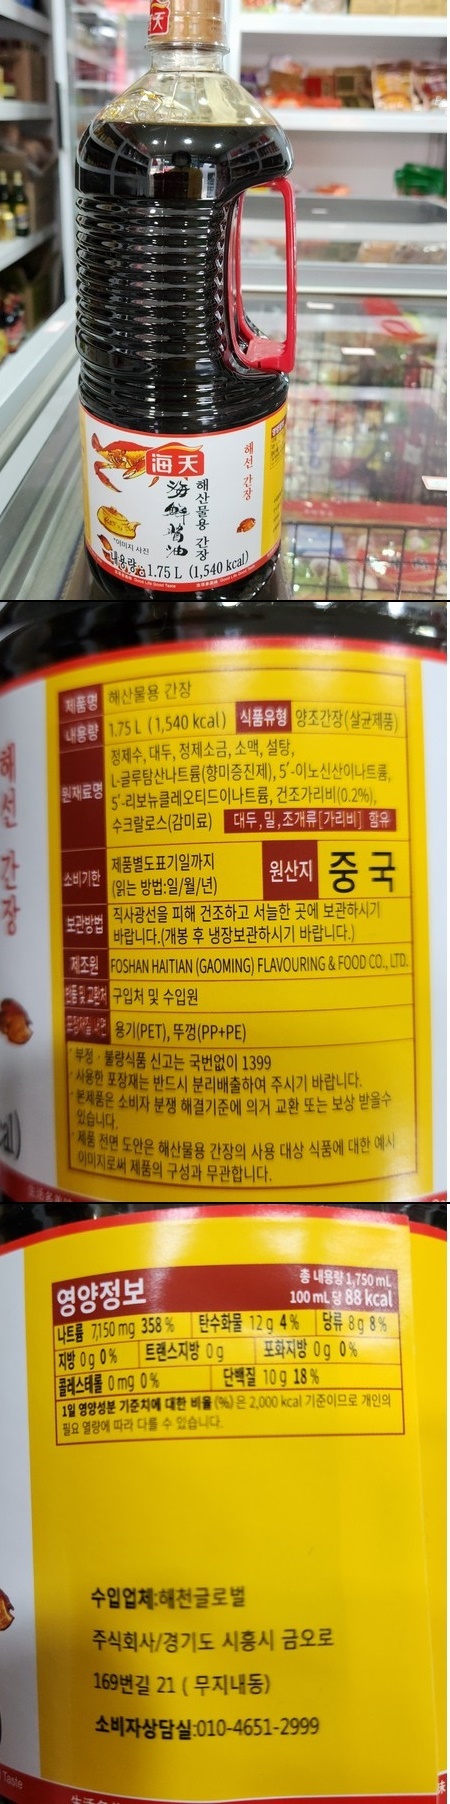 海天
해선 간장
해산물용 간장
海鮮醤油
*이미지 사진
내용량: 1.75 L (1,540 kcal)
Good Life Good Taste
해선 간장
제품명 해산물용 간장
내용량 1.75 L (1,540 kcal) 식품유형 양조간장(살균제품)
원재료명 정제수, 대두, 정제소금, 소맥, 설탕,
L-글루탐산나트륨(향미증진제), 5'-이노신산이나트륨,
5'-리보뉴클레오티드이나트륨, 건조가리비(0.2%),
수크랄로스(감미료) 대두,밀,조개류[가리비] 함유
소비기한 제품별도표기일까지
(읽는 방법:일/월/년)
원산지 중국
보관방법 직사광선을 피해 건조하고 서늘한 곳에 보관하시기
바랍니다.(개봉 후 냉장보관하시기 바랍니다.)
제조원 FOSHAN HAITIAN (GAOMING) FLAVOURING & FOOD CO., LTD.
반품 및 교환처 구입처 및 수입원
용기(PET), 뚜껑(PP+PE)
* 부정·불량식품 신고는 국번없이 1399
* 사용한 포장재는 반드시 분리배출하여 주시기 바랍니다.
* 본제품은 소비자 분쟁 해결기준에 의거 교환 또는 보상 받을수
있습니다.
* 제품 전면 도안은 해산물용 간장의 사용 대상 식품에 대한 예시
이미지로써 제품의 구성과 무관합니다.
영양정보
총 내용량 1,750 mL
100 mL 당 88 kcal
나트륨 7,150 mg 358 % 탄수화물 12 g 4 % 당류 8 g 8 %
지방 0 g 0 % 트랜스지방 0 g 포화지방 0 g 0 %
콜레스테롤 0 mg 0 % 단백질 10 g 18 %
1일 영양성분 기준치에 대한 비율(%)은 2,000 kcal 기준이므로 개인의
필요 열량에 따라 다를 수 있습니다.
수입업체:해천글로벌
주식회사/경기도 시흥시 금오로
169번길 21 ( 무지내동)
소비자상담실:010-4651-2999
Taste